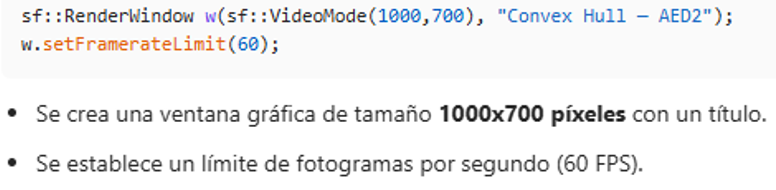 sf::RenderWindow w(sf::VideoMode(1000,700), "Convex Hull — AED2");
w.setFramerateLimit(60);
• Se crea una ventana gráfica de tamaño 1000x700 píxeles con un título.
• Se establece un límite de fotogramas por segundo (60 FPS).